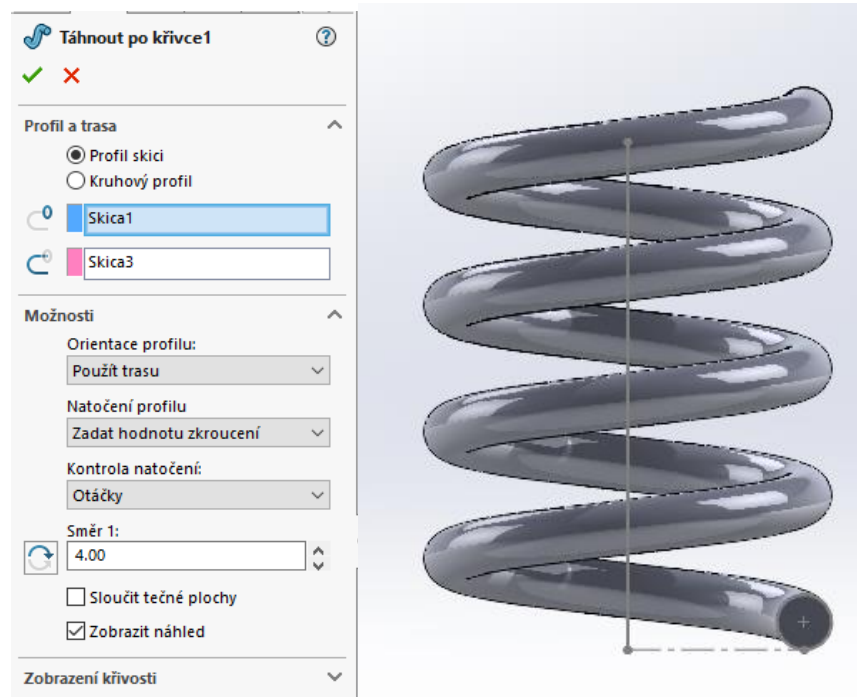 Táhnout po křivce1
Profil a trasa
Profil skici
Kruhový profil
Skica1
Skica3
Možnosti
Orientace profilu:
Použít trasu
Natočení profilu
Zadat hodnotu zkroucení
Kontrola natočení:
Otáčky
Směr 1:
4.00
Sloučit tečné plochy
Zobrazit náhled
Zobrazení křivosti